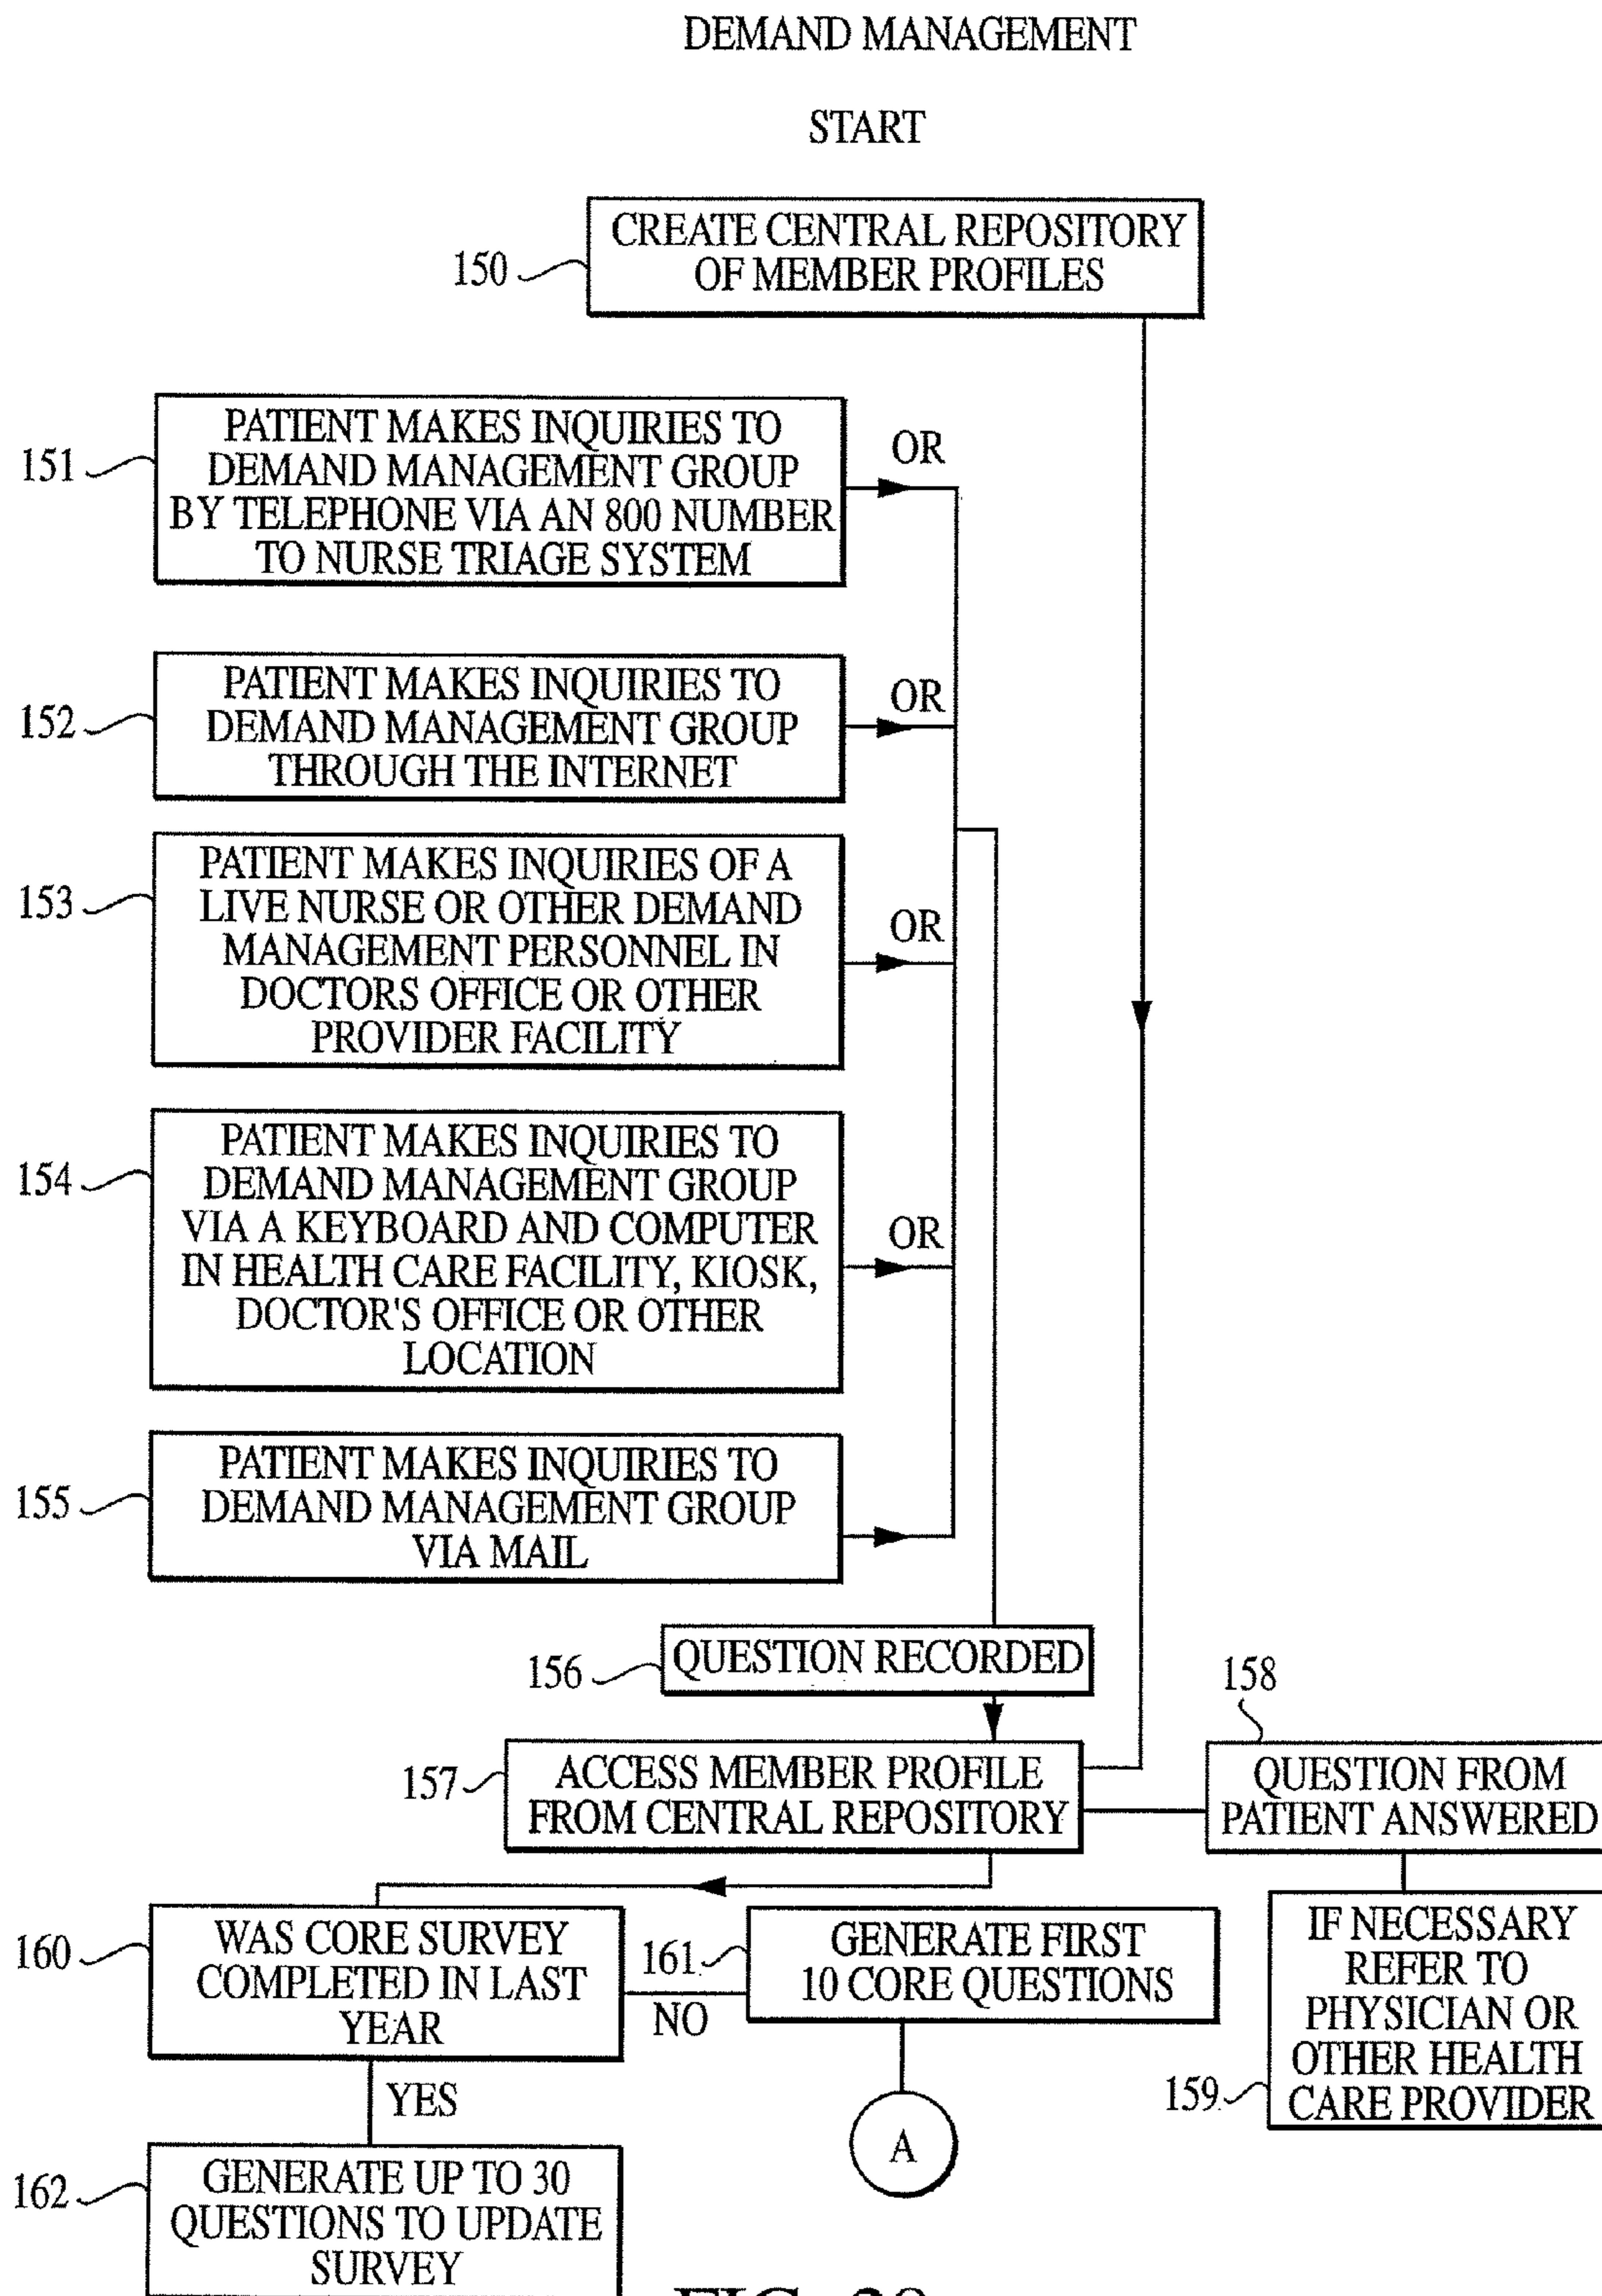 DEMAND MANAGEMENT
START
CREATE CENTRAL REPOSITORY
OF MEMBER PROFILES
150
PATIENT MAKES INQUIRIES TO
DEMAND MANAGEMENT GROUP
BY TELEPHONE VIA AN 800 NUMBER
TO NURSE TRIAGE SYSTEM
151
OR
PATIENT MAKES INQUIRIES TO
DEMAND MANAGEMENT GROUP
THROUGH THE INTERNET
152
OR
PATIENT MAKES INQUIRIES OF A
LIVE NURSE OR OTHER DEMAND
MANAGEMENT PERSONNEL IN
DOCTORS OFFICE OR OTHER
PROVIDER FACILITY
153
OR
PATIENT MAKES INQUIRIES TO
DEMAND MANAGEMENT GROUP
VIA A KEYBOARD AND COMPUTER
IN HEALTH CARE FACILITY, KIOSK,
DOCTOR'S OFFICE OR OTHER
LOCATION
154
OR
PATIENT MAKES INQUIRIES TO
DEMAND MANAGEMENT GROUP
VIA MAIL
155
QUESTION RECORDED
156
ACCESS MEMBER PROFILE
FROM CENTRAL REPOSITORY
157
158
QUESTION FROM
PATIENT ANSWERED
IF NECESSARY
REFER TO
PHYSICIAN OR
OTHER HEALTH
CARE PROVIDER
159
WAS CORE SURVEY
COMPLETED IN LAST
YEAR
160
NO
161
GENERATE FIRST
10 CORE QUESTIONS
A
YES
GENERATE UP TO 30
QUESTIONS TO UPDATE
SURVEY
162